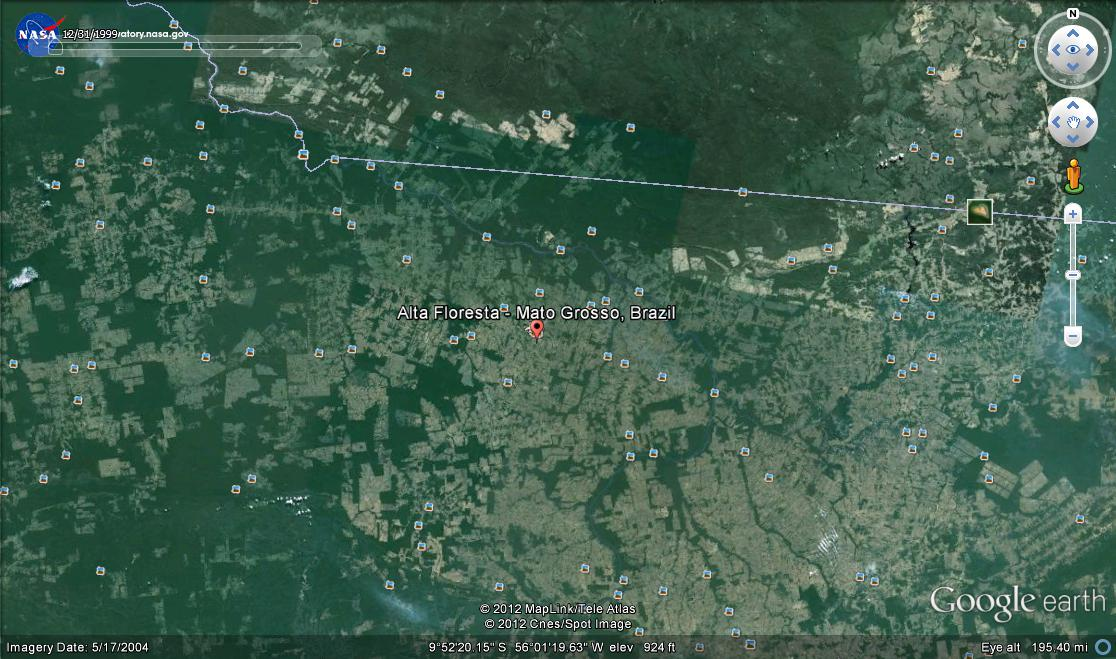 NASA
12/31/1999
vatory.nasa.gov
N
Alta Floresta - Mato Grosso, Brazil
© 2012 MapLink/Tele Atlas
© 2012 Cnes/Spot Image
Google earth
Imagery Date: 5/17/2004
9°52'20.15" S 56°01'19.63" W elev 924 ft
Eye alt 195.40 mi